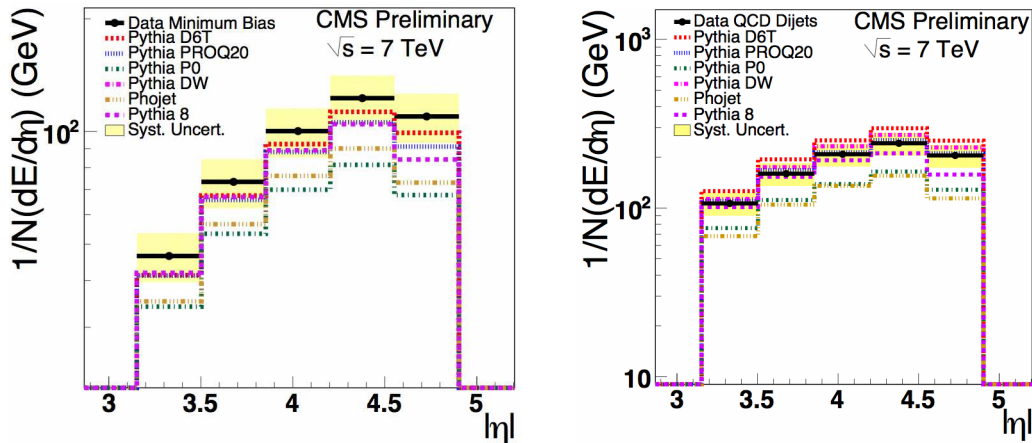 Data Minimum Bias
Pythia D6T
Pythia PROQ20
Pythia P0
Pythia DW
Phojet
Pythia 8
Syst. Uncert.
CMS Preliminary
√s = 7 TeV
1/N(dE/dη) (GeV)
10²
3
3.5
4
4.5
5
|η|
Data QCD Dijets
Pythia D6T
Pythia PROQ20
Pythia P0
Pythia DW
Phojet
Pythia 8
Syst. Uncert.
CMS Preliminary
√s = 7 TeV
1/N(dE/dη) (GeV)
10³
10²
10
3
3.5
4
4.5
5
|η|